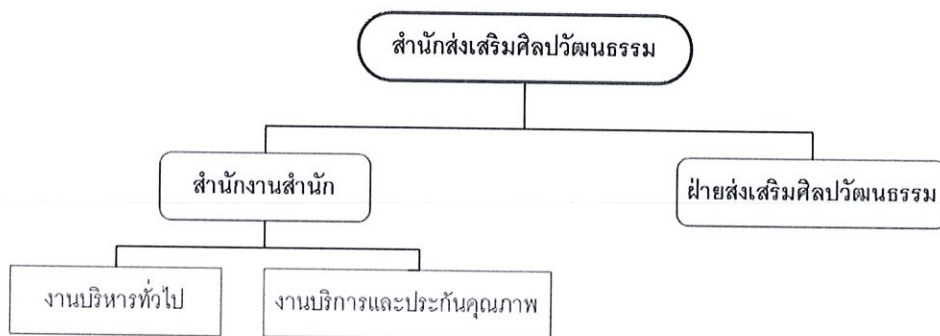 สำนักส่งเสริมศิลปวัฒนธรรม
สำนักงานสำนัก
ฝ่ายส่งเสริมศิลปวัฒนธรรม
งานบริหารทั่วไป
งานบริการและประกันคุณภาพ